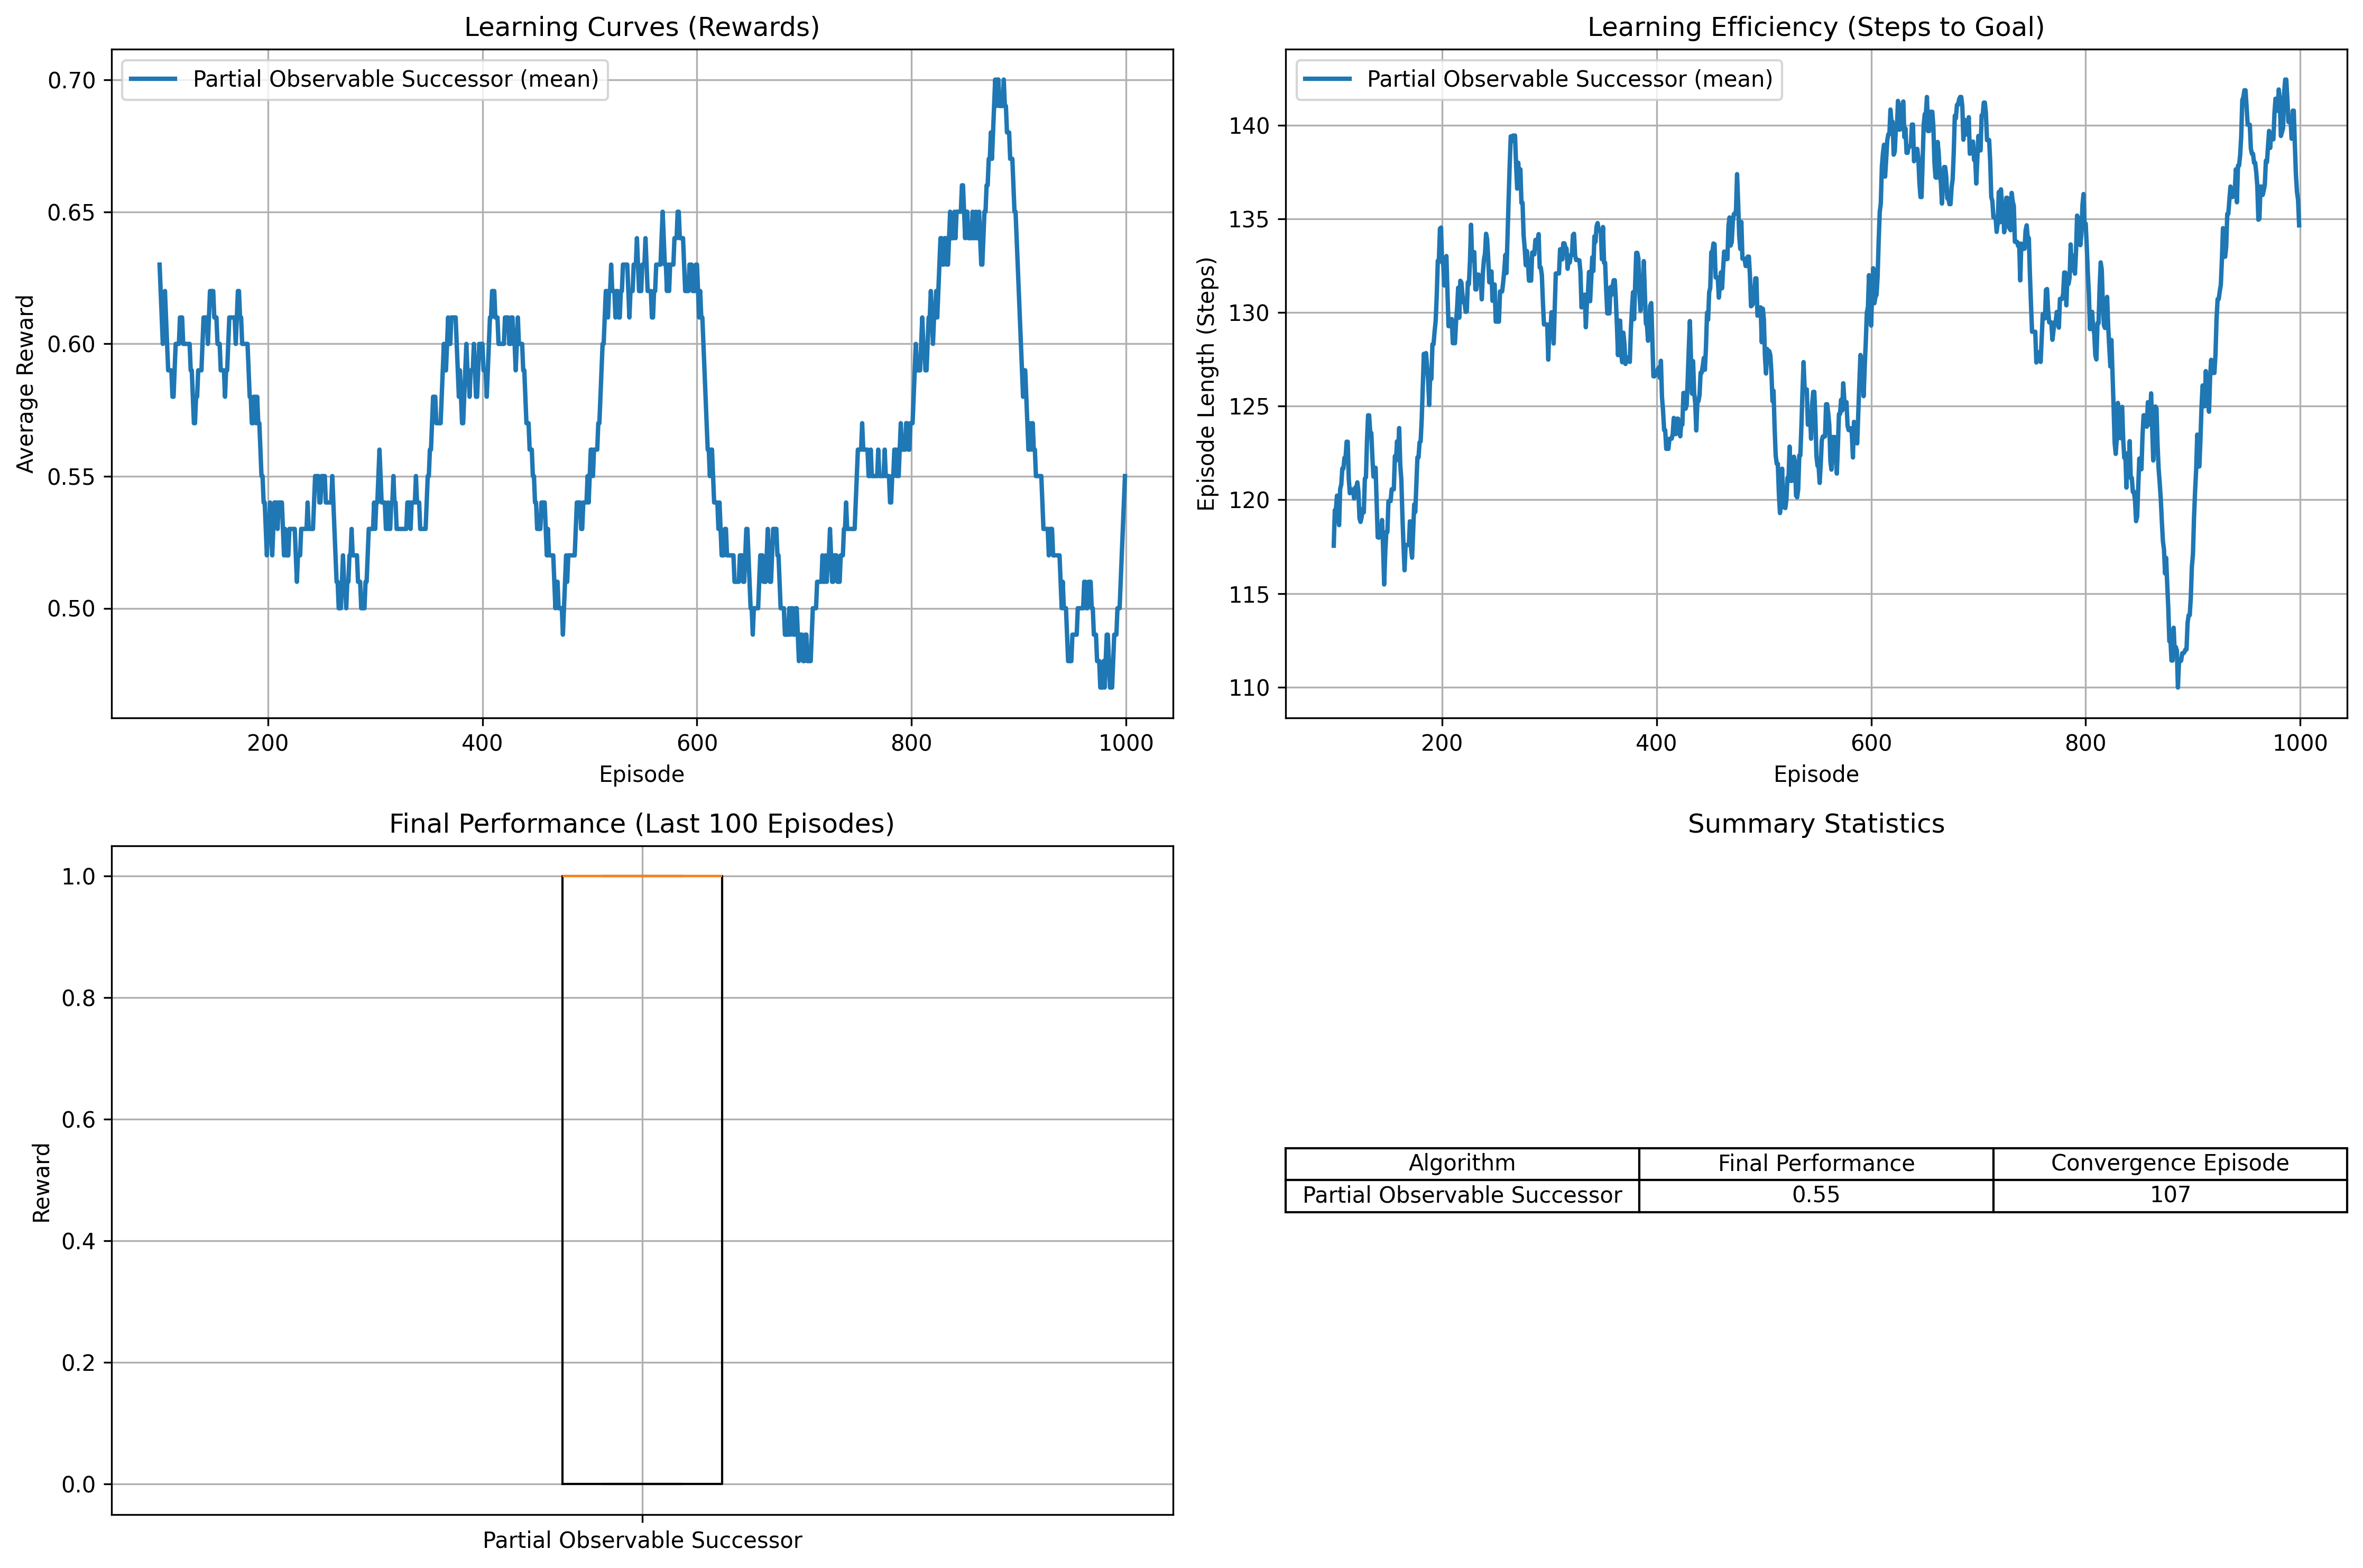 Learning Curves (Rewards)
Partial Observable Successor (mean)
0.70
0.65
0.60
0.55
0.50
Average Reward
200 400 600 800 1000
Episode
Learning Efficiency (Steps to Goal)
Partial Observable Successor (mean)
140
135
130
125
120
115
110
Episode Length (Steps)
200 400 600 800 1000
Episode
Final Performance (Last 100 Episodes)
1.0
0.8
0.6
0.4
0.2
0.0
Reward
Partial Observable Successor
Summary Statistics
Algorithm Final Performance Convergence Episode
Partial Observable Successor 0.55 107